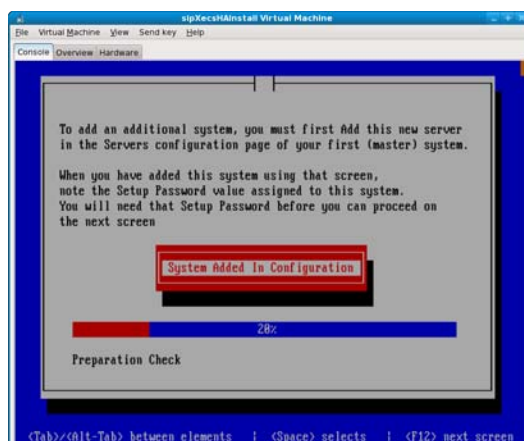 sipXecsHAInstall Virtual Machine
File Virtual Machine View Send key Help
Console Overview Hardware
To add an additional system, you must first Add this new server
in the Servers configuration page of your first (master) system.
When you have added this system using that screen,
note the Setup Password value assigned to this system.
You will need that Setup Password before you can proceed on
the next screen
System Added In Configuration
20%
Preparation Check
<Tab>/<Alt-Tab> between elements | <Space> selects | <F12> next screen